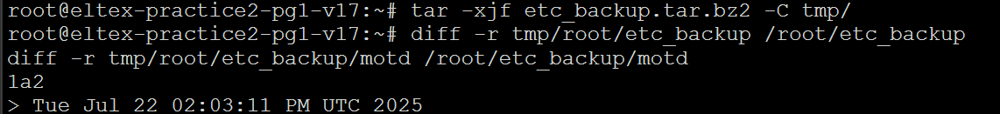 root@eltex-practice2-pg1-v17:~# tar -xjf etc_backup.tar.bz2 -C tmp/
root@eltex-practice2-pg1-v17:~# diff -r tmp/root/etc_backup /root/etc_backup
diff -r tmp/root/etc_backup/motd /root/etc_backup/motd
1a2
> Tue Jul 22 02:03:11 PM UTC 2025